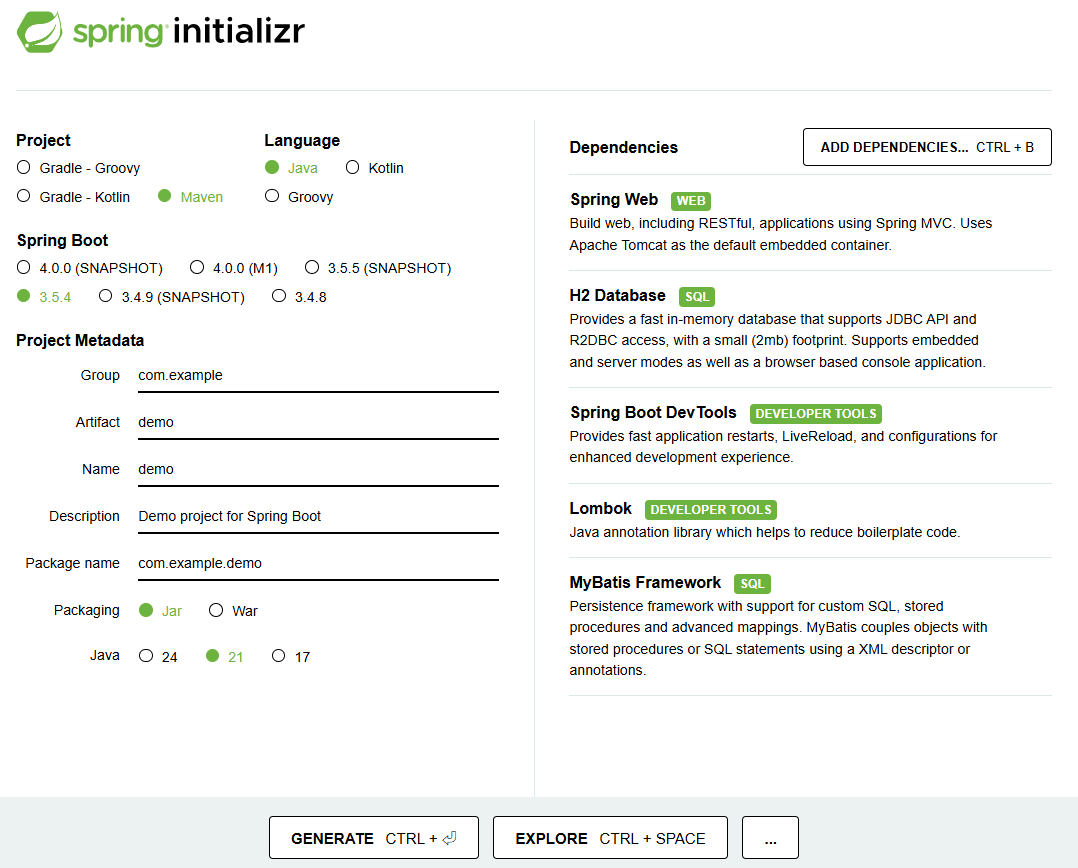 spring initializr
Project
Gradle - Groovy
Gradle - Kotlin Maven
Language
Java Kotlin
Groovy
Spring Boot
4.0.0 (SNAPSHOT) 4.0.0 (M1) 3.5.5 (SNAPSHOT)
3.5.4 3.4.9 (SNAPSHOT) 3.4.8
Project Metadata
Group com.example
Artifact demo
Name demo
Description Demo project for Spring Boot
Package name com.example.demo
Packaging Jar War
Java 24 21 17
Dependencies ADD DEPENDENCIES... CTRL + B
Spring Web WEB
Build web, including RESTful, applications using Spring MVC. Uses
Apache Tomcat as the default embedded container.
H2 Database SQL
Provides a fast in-memory database that supports JDBC API and
R2DBC access, with a small (2mb) footprint. Supports embedded
and server modes as well as a browser based console application.
Spring Boot DevTools DEVELOPER TOOLS
Provides fast application restarts, LiveReload, and configurations for
enhanced development experience.
Lombok DEVELOPER TOOLS
Java annotation library which helps to reduce boilerplate code.
MyBatis Framework SQL
Persistence framework with support for custom SQL, stored
procedures and advanced mappings. MyBatis couples objects with
stored procedures or SQL statements using a XML descriptor or
annotations.
GENERATE CTRL + ⏎ EXPLORE CTRL + SPACE ...